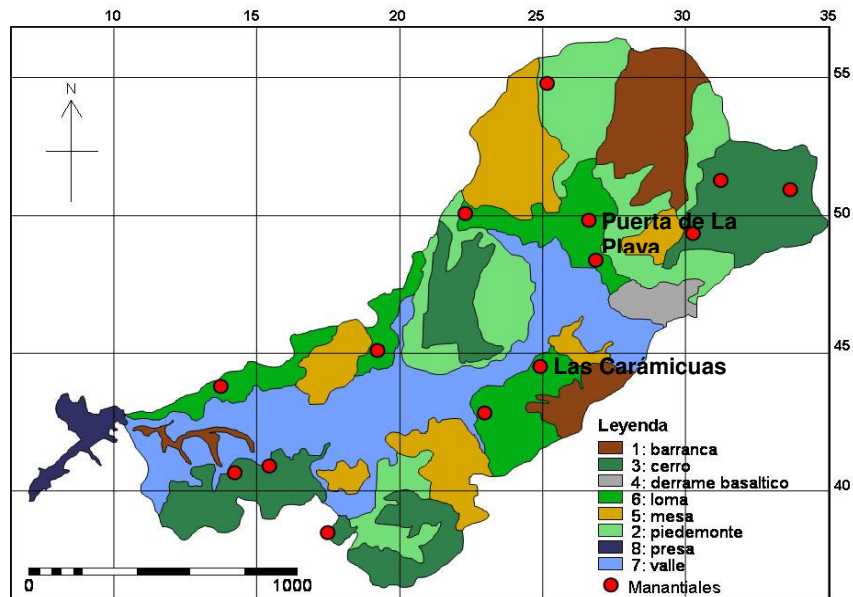 10 15 20 25 30 35
N
55
50
Puerta de La
Playa
45
Las Carámicuas
Leyenda
1: barranca
3: cerro
4: derrame basaltico
6: loma
5: mesa
2: piedemonte
8: presa
7: valle
Manantiales
40
0 1000